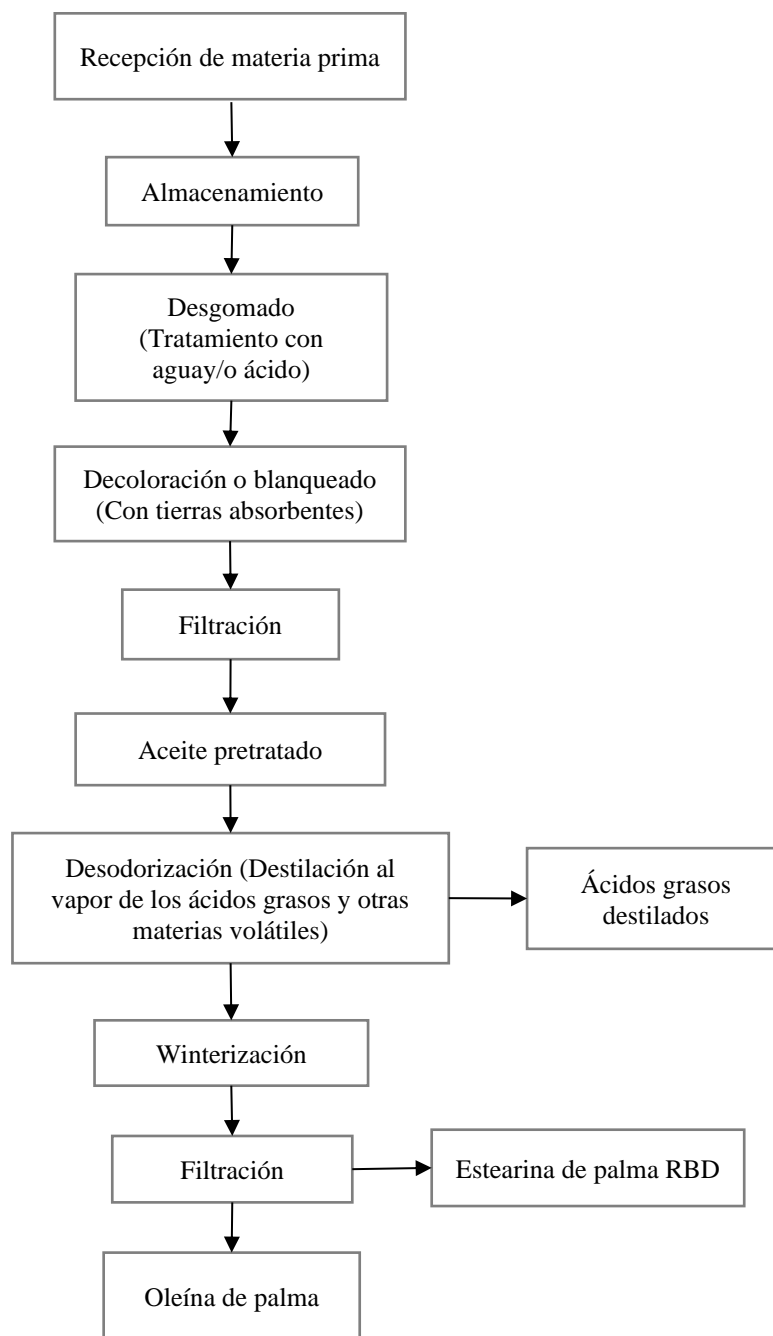 Recepción de materia prima
Almacenamiento
Desgomado
(Tratamiento con
aguay/o ácido)
Decoloración o blanqueado
(Con tierras absorbentes)
Filtración
Aceite pretratado
Desodorización (Destilación al
vapor de los ácidos grasos y otras
materias volátiles)
Ácidos grasos
destilados
Winterización
Filtración
Estearina de palma RBD
Oleína de palma